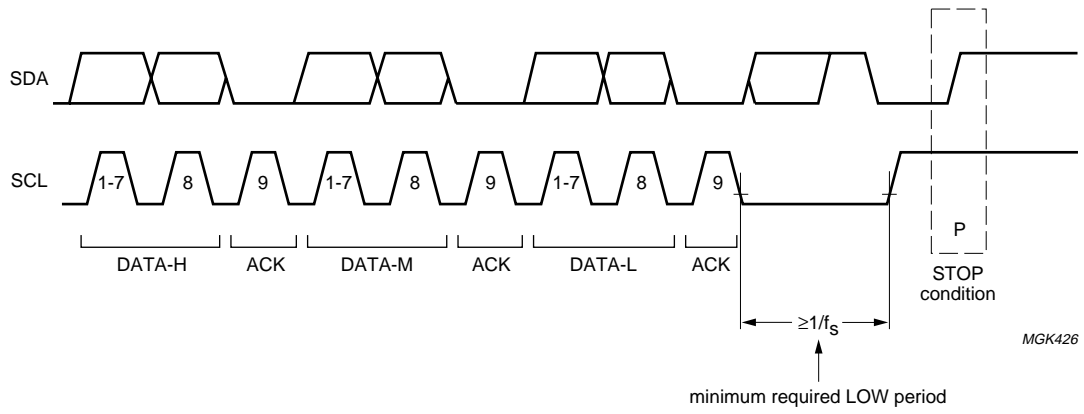 SDA
SCL
1-7 8 9 1-7 8 9 1-7 8 9
P
DATA-H ACK DATA-M ACK DATA-L ACK
STOP
condition
≥1/fs
MGK426
minimum required LOW period